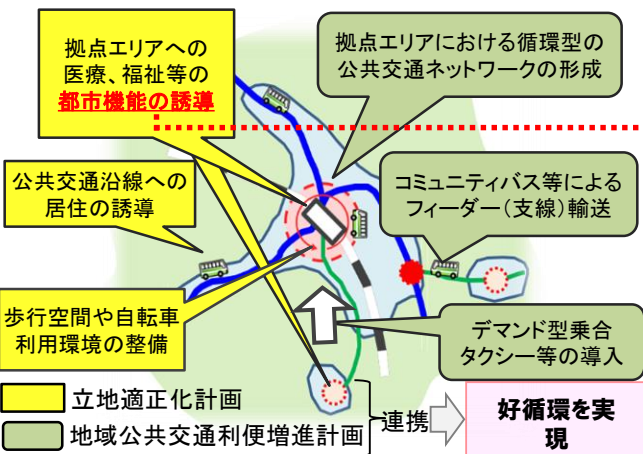 拠点エリアへの
医療、福祉等の
都市機能の誘導
拠点エリアにおける循環型の
公共交通ネットワークの形成
公共交通沿線への
居住の誘導
コミュニティバス等による
フィーダー(支線)輸送
歩行空間や自転車
利用環境の整備
デマンド型乗合
タクシー等の導入
立地適正化計画
地域公共交通利便増進計画
連携
好循環を実
現